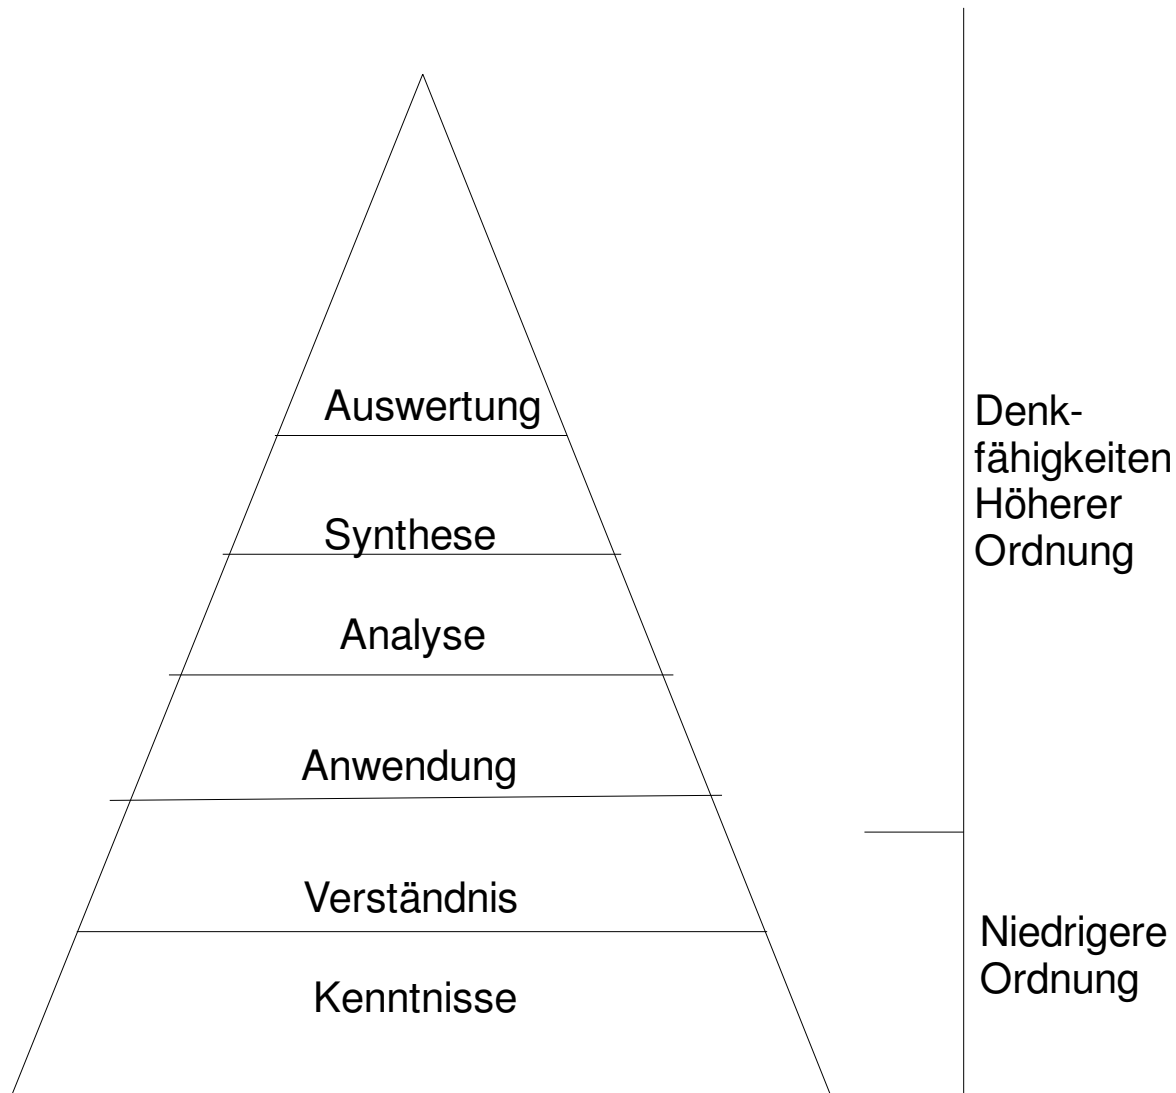 Auswertung
Synthese
Analyse
Anwendung
Verständnis
Kenntnisse
Denk-
fähigkeiten
Höherer
Ordnung
Niedrigere
Ordnung